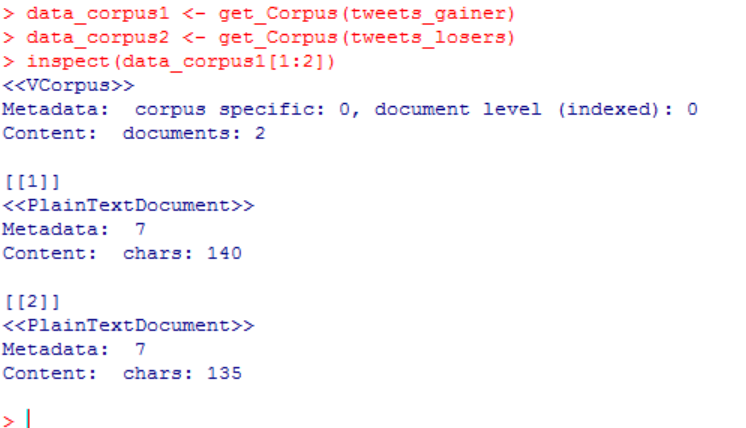 > data_corpus1 <- get_Corpus(tweets_gainer)
> data_corpus2 <- get_Corpus(tweets_losers)
> inspect(data_corpus1[1:2])
<<VCorpus>>
Metadata:  corpus specific: 0, document level (indexed): 0
Content:  documents: 2
[[1]]
<<PlainTextDocument>>
Metadata:  7
Content:  chars: 140
[[2]]
<<PlainTextDocument>>
Metadata:  7
Content:  chars: 135
>